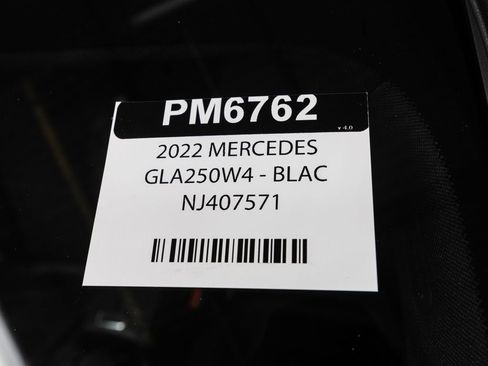 PM6762
v 4.0
2022 MERCEDES
GLA250W4 - BLAC
NJ407571